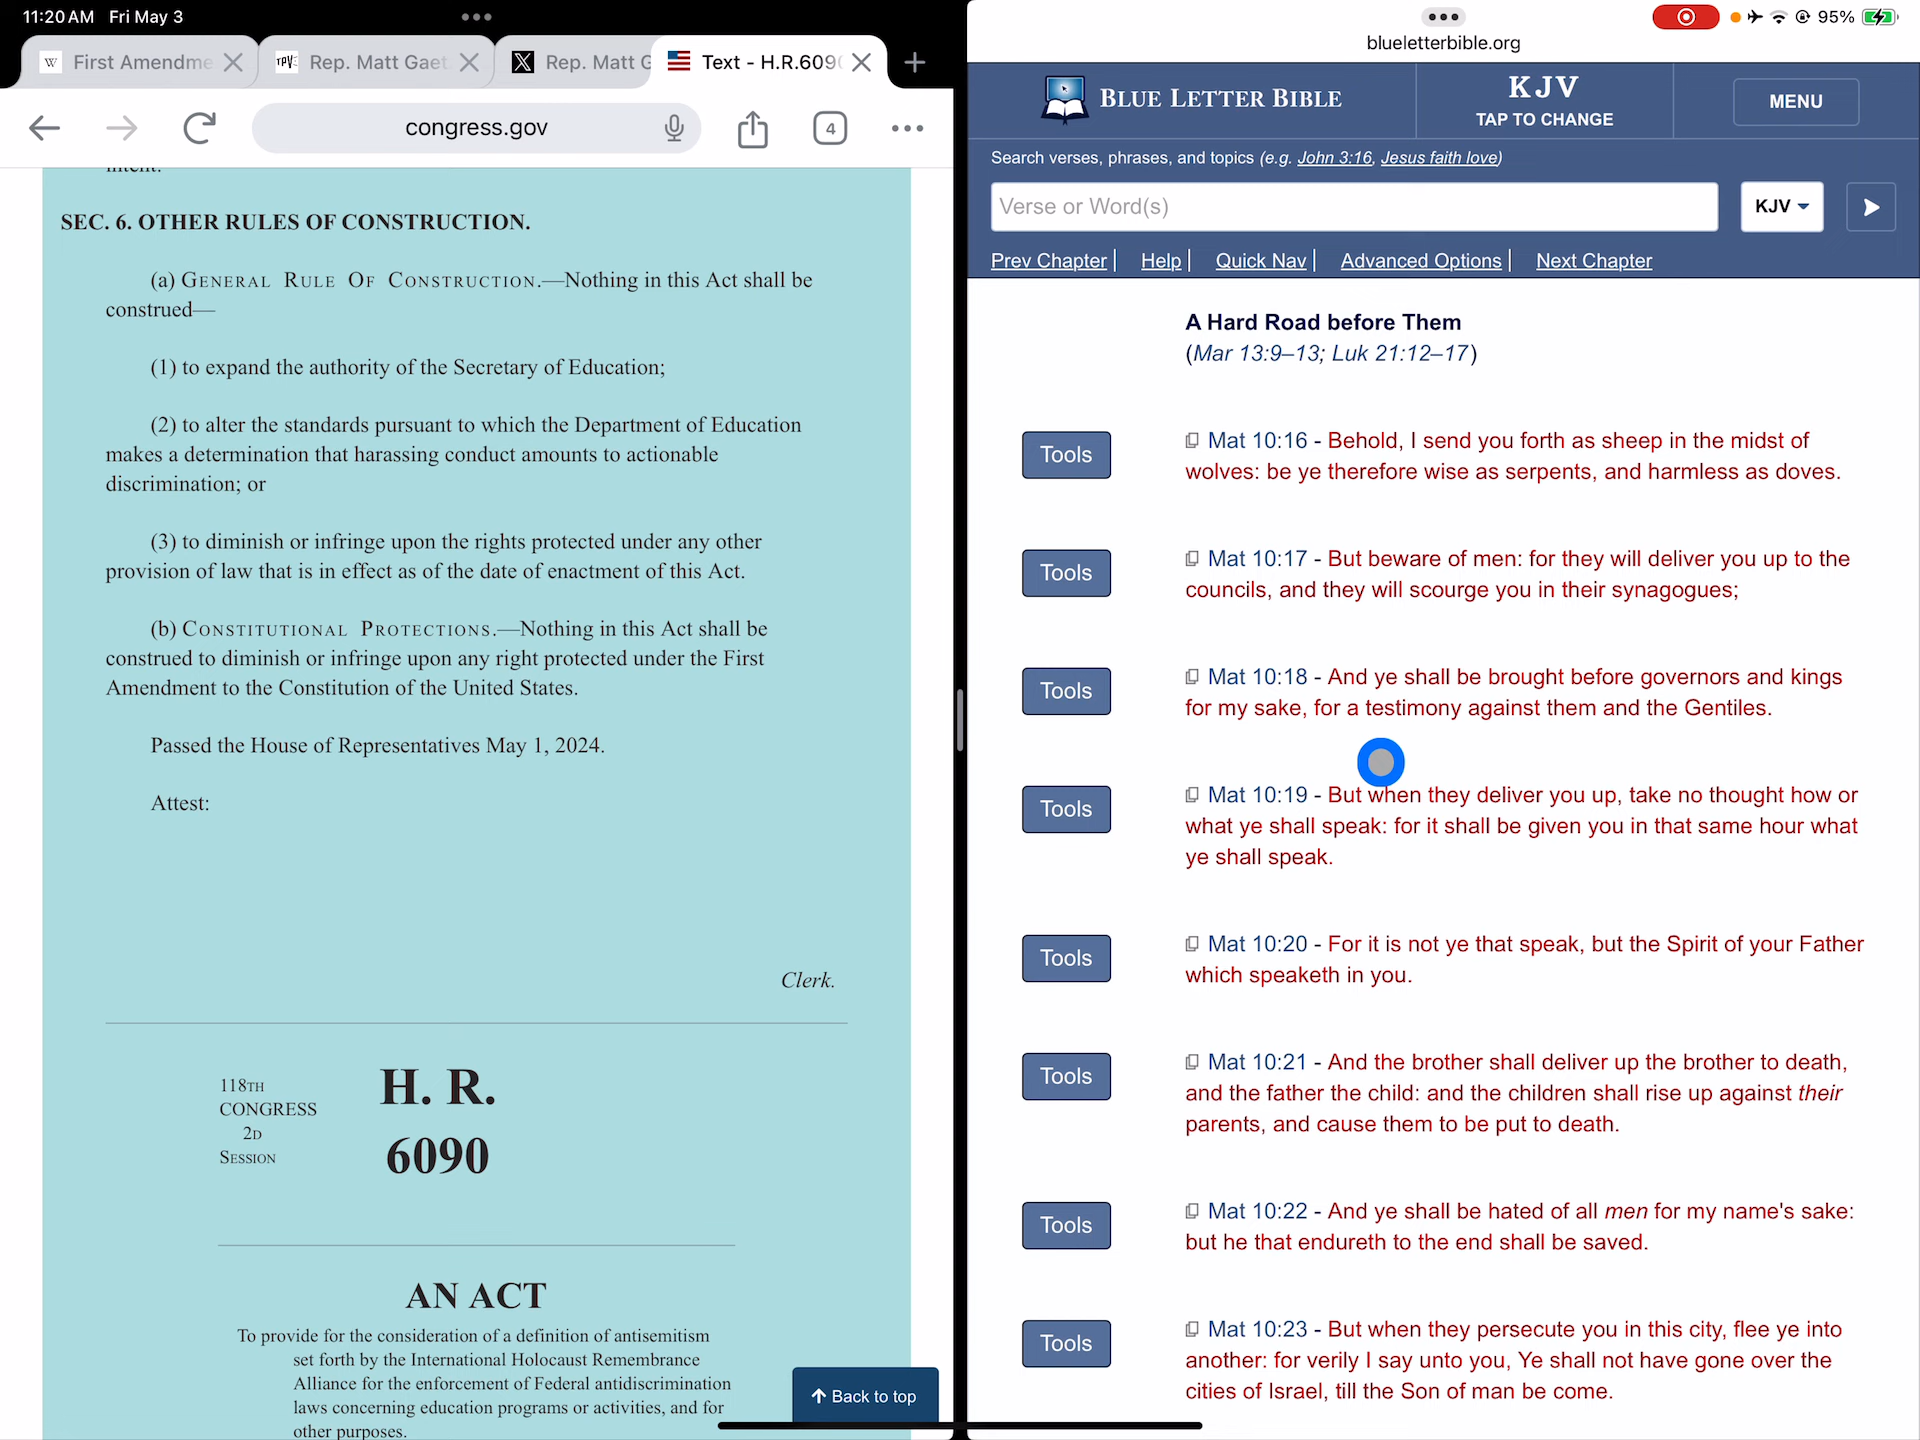 11:20 AM Fri May 3
First Amendme
Rep. Matt Gaet
Rep. Matt G
Text - H.R.609
congress.gov
4
intent.
SEC. 6. OTHER RULES OF CONSTRUCTION.
(a) GENERAL RULE OF CONSTRUCTION.—Nothing in this Act shall be
construed—
(1) to expand the authority of the Secretary of Education;
(2) to alter the standards pursuant to which the Department of Education
makes a determination that harassing conduct amounts to actionable
discrimination; or
(3) to diminish or infringe upon the rights protected under any other
provision of law that is in effect as of the date of enactment of this Act.
(b) CONSTITUTIONAL PROTECTIONS.—Nothing in this Act shall be
construed to diminish or infringe upon any right protected under the First
Amendment to the Constitution of the United States.
Passed the House of Representatives May 1, 2024.
Attest:
Clerk.
118TH
CONGRESS
2D
SESSION
H. R.
6090
AN ACT
To provide for the consideration of a definition of antisemitism
set forth by the International Holocaust Remembrance
Alliance for the enforcement of Federal antidiscrimination
laws concerning education programs or activities, and for
other purposes.
Back to top
95%
blueletterbible.org
BLUE LETTER BIBLE
KJV
TAP TO CHANGE
MENU
Search verses, phrases, and topics (e.g. John 3:16, Jesus faith love)
Verse or Word(s)
KJV
Prev Chapter | Help | Quick Nav | Advanced Options | Next Chapter
A Hard Road before Them
(Mar 13:9–13; Luk 21:12–17)
Tools
Mat 10:16 - Behold, I send you forth as sheep in the midst of
wolves: be ye therefore wise as serpents, and harmless as doves.
Tools
Mat 10:17 - But beware of men: for they will deliver you up to the
councils, and they will scourge you in their synagogues;
Tools
Mat 10:18 - And ye shall be brought before governors and kings
for my sake, for a testimony against them and the Gentiles.
Tools
Mat 10:19 - But when they deliver you up, take no thought how or
what ye shall speak: for it shall be given you in that same hour what
ye shall speak.
Tools
Mat 10:20 - For it is not ye that speak, but the Spirit of your Father
which speaketh in you.
Tools
Mat 10:21 - And the brother shall deliver up the brother to death,
and the father the child: and the children shall rise up against their
parents, and cause them to be put to death.
Tools
Mat 10:22 - And ye shall be hated of all men for my name's sake:
but he that endureth to the end shall be saved.
Tools
Mat 10:23 - But when they persecute you in this city, flee ye into
another: for verily I say unto you, Ye shall not have gone over the
cities of Israel, till the Son of man be come.